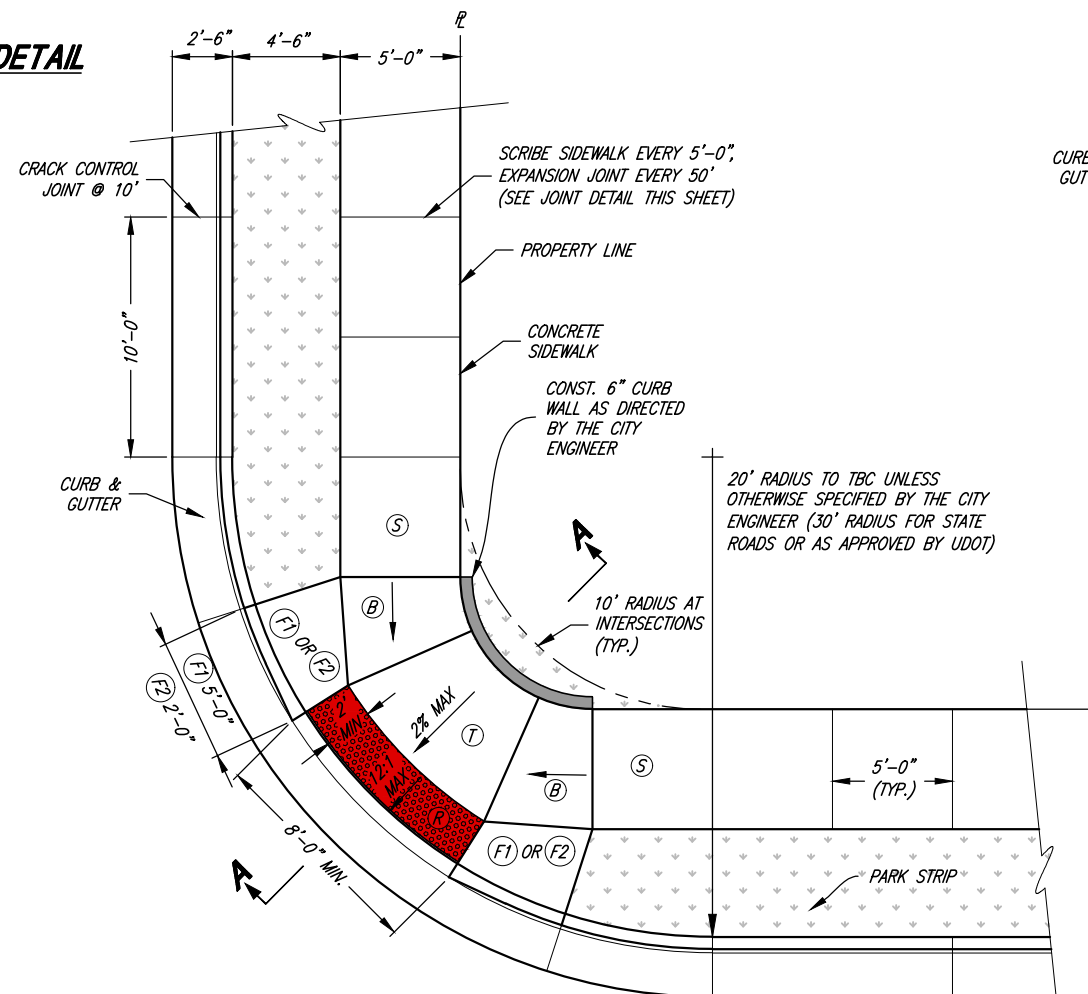 DETAIL
2'-6"
4'-6"
5'-0"
PL
CRACK CONTROL
JOINT @ 10'
SCRIBE SIDEWALK EVERY 5'-0",
EXPANSION JOINT EVERY 50'
(SEE JOINT DETAIL THIS SHEET)
CURB
GUT
PROPERTY LINE
10'-0"
CONCRETE
SIDEWALK
CONST. 6" CURB
WALL AS DIRECTED
BY THE CITY
ENGINEER
CURB &
GUTTER
20' RADIUS TO TBC UNLESS
OTHERWISE SPECIFIED BY THE CITY
ENGINEER (30' RADIUS FOR STATE
ROADS OR AS APPROVED BY UDOT)
S
A
B
10' RADIUS AT
INTERSECTIONS
(TYP.)
F1 OR F2
F1 5'-0"
F2 2'-0"
2'
MIN
2% MAX
T
12:1
MAX
S
B
5'-0"
(TYP.)
R
8'-0" MIN.
F1 OR F2
A
PARK STRIP